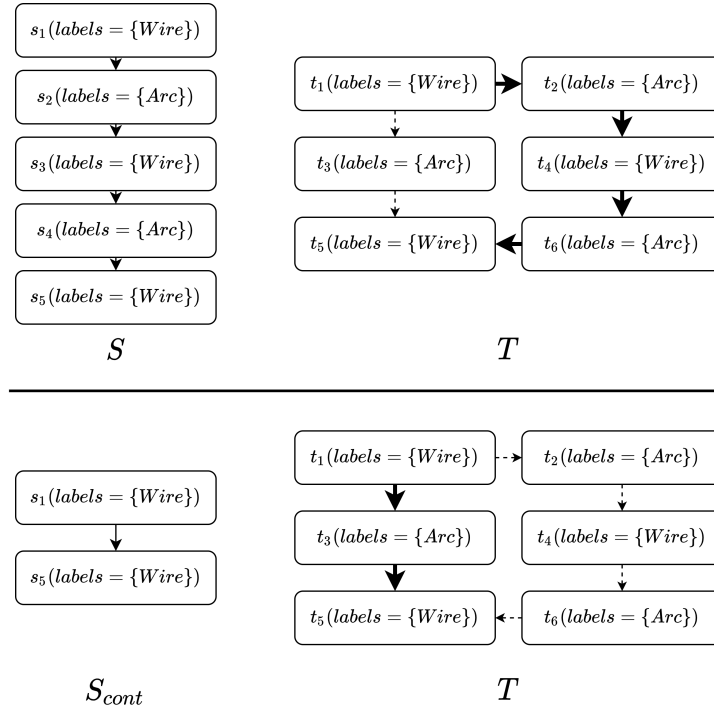 s₁(labels = {Wire})
s₂(labels = {Arc})
s₃(labels = {Wire})
s₄(labels = {Arc})
s₅(labels = {Wire})
S
t₁(labels = {Wire})
t₂(labels = {Arc})
t₃(labels = {Arc})
t₄(labels = {Wire})
t₅(labels = {Wire})
t₆(labels = {Arc})
T
s₁(labels = {Wire})
s₅(labels = {Wire})
S_cont
t₁(labels = {Wire})
t₂(labels = {Arc})
t₃(labels = {Arc})
t₄(labels = {Wire})
t₅(labels = {Wire})
t₆(labels = {Arc})
T